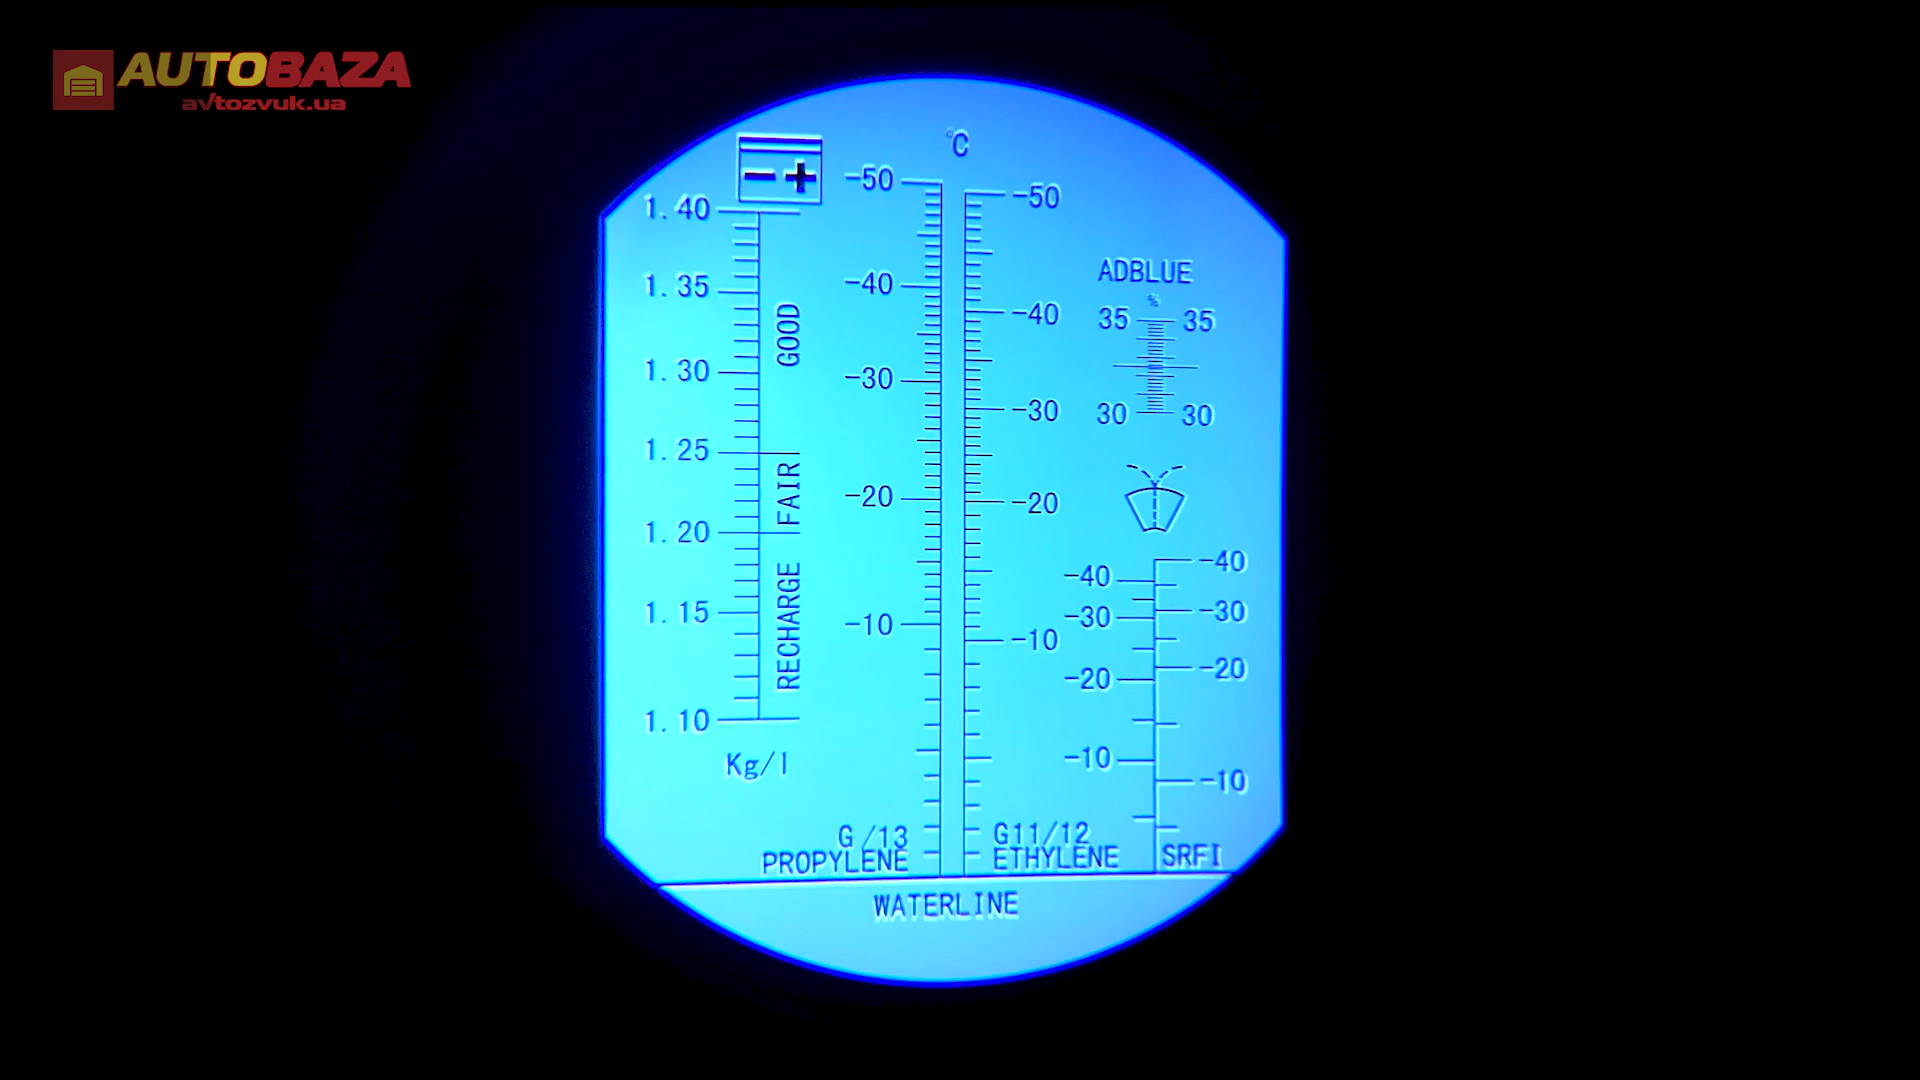 AUTOBAZA
avtozvuk.ua
°C
- +
1.40
1.35
1.30
1.25
1.20
1.15
1.10
GOOD
FAIR
RECHARGE
Kg/l
-50
-40
-30
-20
-10
G /13
PROPYLENE
-50
-40
-30
-20
-10
G11/12
ETHYLENE
ADBLUE
%
35 35
30 30
-40
-30
-20
-10
-40
-30
-20
-10
SRFI
WATERLINE